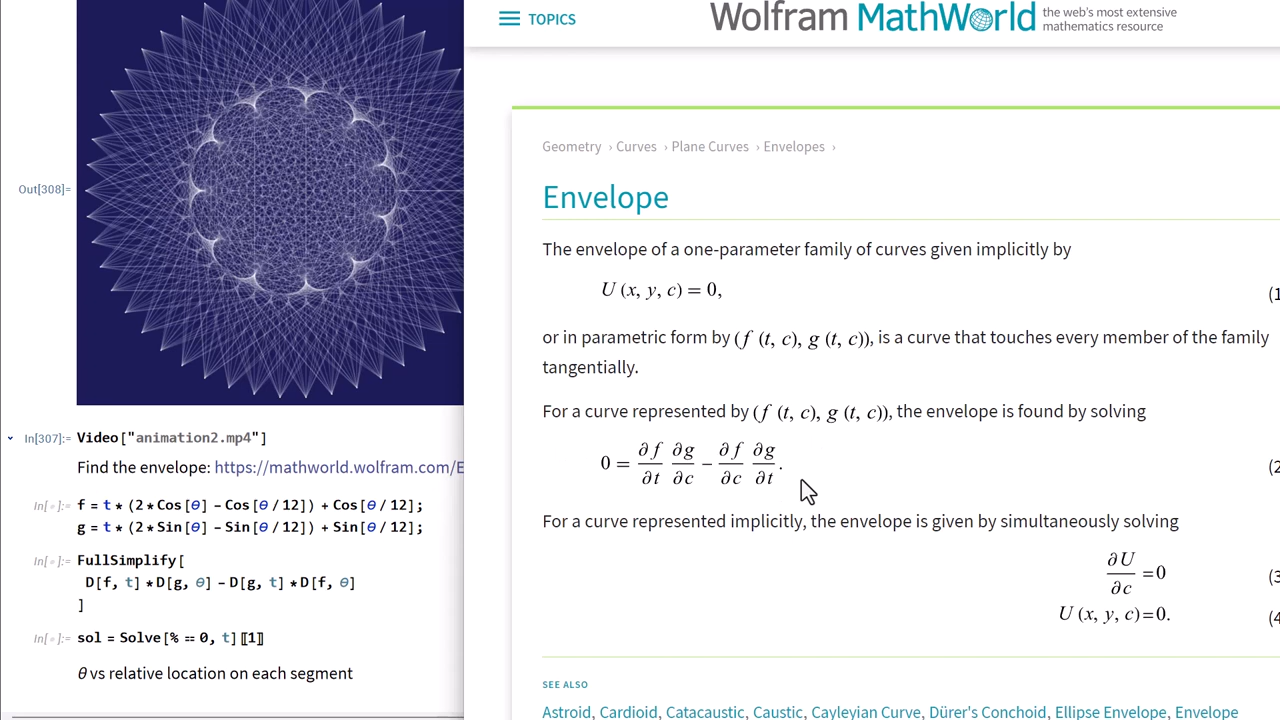 Out[308]=
In[307]:= Video["animation2.mp4"]
Find the envelope: https://mathworld.wolfram.com/E
In[ ]:= f = t * (2 * Cos[θ] - Cos[θ / 12]) + Cos[θ / 12];
g = t * (2 * Sin[θ] - Sin[θ / 12]) + Sin[θ / 12];
In[ ]:= FullSimplify[
D[f, t] * D[g, θ] - D[g, t] * D[f, θ]
]
In[ ]:= sol = Solve[% == 0, t]〚1〛
θ vs relative location on each segment
TOPICS
Wolfram MathWorld
the web's most extensive
mathematics resource
Geometry › Curves › Plane Curves › Envelopes ›
Envelope
The envelope of a one-parameter family of curves given implicitly by
U (x, y, c) = 0, (1
or in parametric form by (f (t, c), g (t, c)), is a curve that touches every member of the family
tangentially.
For a curve represented by (f (t, c), g (t, c)), the envelope is found by solving
0 = ∂f/∂t ∂g/∂c − ∂f/∂c ∂g/∂t. (2
For a curve represented implicitly, the envelope is given by simultaneously solving
∂U/∂c = 0 (3
U (x, y, c)=0. (4
SEE ALSO
Astroid, Cardioid, Catacaustic, Caustic, Cayleyian Curve, Dürer's Conchoid, Ellipse Envelope, Envelope